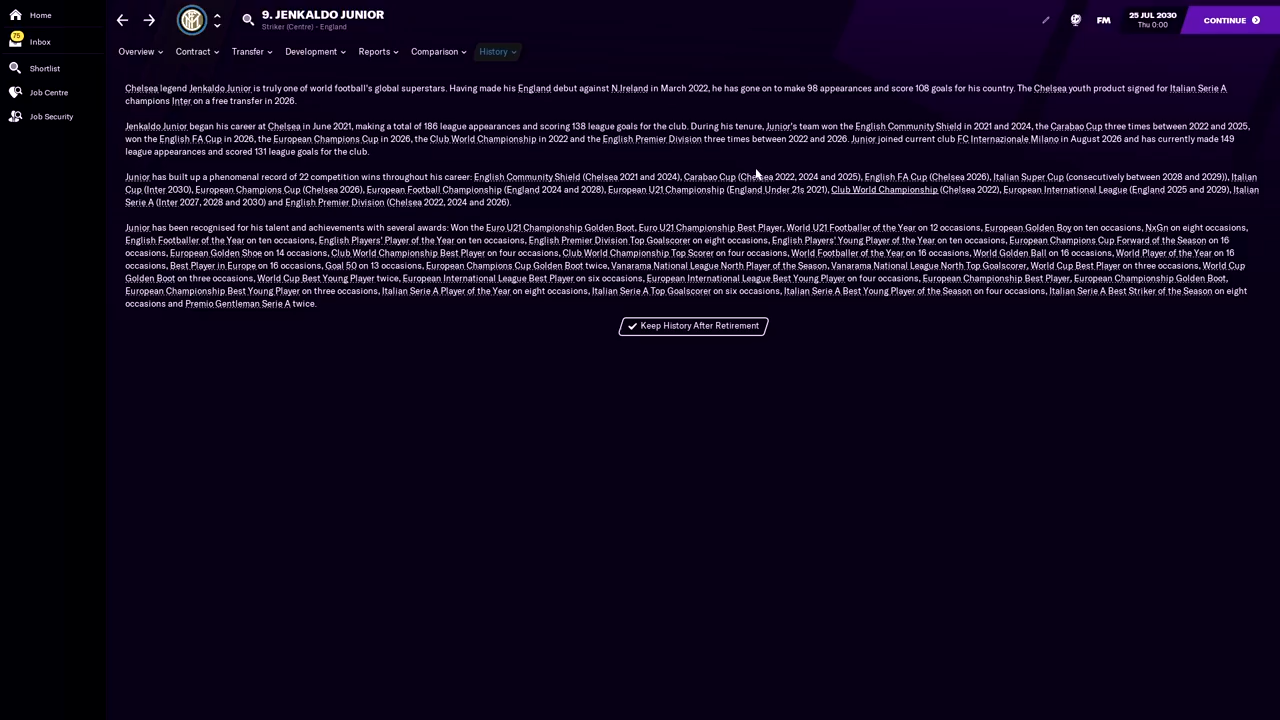 Home
75
Inbox
Shortlist
Job Centre
Job Security
9. JENKALDO JUNIOR
Striker (Centre) - England
FM
25 JUL 2030
Thu 0:00
CONTINUE
Overview
Contract
Transfer
Development
Reports
Comparison
History
Chelsea legend Jenkaldo Junior is truly one of world football's global superstars. Having made his England debut against N.Ireland in March 2022, he has gone on to make 98 appearances and score 108 goals for his country. The Chelsea youth product signed for Italian Serie A
champions Inter on a free transfer in 2026.
Jenkaldo Junior began his career at Chelsea in June 2021, making a total of 186 league appearances and scoring 138 league goals for the club. During his tenure, Junior's team won the English Community Shield in 2021 and 2024, the Carabao Cup three times between 2022 and 2025,
won the English FA Cup in 2026, the European Champions Cup in 2026, the Club World Championship in 2022 and the English Premier Division three times between 2022 and 2026. Junior joined current club FC Internazionale Milano in August 2026 and has currently made 149
league appearances and scored 131 league goals for the club.
Junior has built up a phenomenal record of 22 competition wins throughout his career: English Community Shield (Chelsea 2021 and 2024), Carabao Cup (Chelsea 2022, 2024 and 2025), English FA Cup (Chelsea 2026), Italian Super Cup (consecutively between 2028 and 2029)), Italian
Cup (Inter 2030), European Champions Cup (Chelsea 2026), European Football Championship (England 2024 and 2028), European U21 Championship (England Under 21s 2021), Club World Championship (Chelsea 2022), European International League (England 2025 and 2029), Italian
Serie A (Inter 2027, 2028 and 2030) and English Premier Division (Chelsea 2022, 2024 and 2026).
Junior has been recognised for his talent and achievements with several awards: Won the Euro U21 Championship Golden Boot, Euro U21 Championship Best Player, World U21 Footballer of the Year on 12 occasions, European Golden Boy on ten occasions, NxGn on eight occasions,
English Footballer of the Year on ten occasions, English Players' Player of the Year on ten occasions, English Premier Division Top Goalscorer on eight occasions, English Players' Young Player of the Year on ten occasions, European Champions Cup Forward of the Season on 16
occasions, European Golden Shoe on 14 occasions, Club World Championship Best Player on four occasions, Club World Championship Top Scorer on four occasions, World Footballer of the Year on 16 occasions, World Golden Ball on 16 occasions, World Player of the Year on 16
occasions, Best Player in Europe on 16 occasions, Goal 50 on 13 occasions, European Champions Cup Golden Boot twice, Vanarama National League North Player of the Season, Vanarama National League North Top Goalscorer, World Cup Best Player on three occasions, World Cup
Golden Boot on three occasions, World Cup Best Young Player twice, European International League Best Player on six occasions, European International League Best Young Player on four occasions, European Championship Best Player, European Championship Golden Boot,
European Championship Best Young Player on three occasions, Italian Serie A Player of the Year on eight occasions, Italian Serie A Top Goalscorer on six occasions, Italian Serie A Best Young Player of the Season on four occasions, Italian Serie A Best Striker of the Season on eight
occasions and Premio Gentleman Serie A twice.
Keep History After Retirement